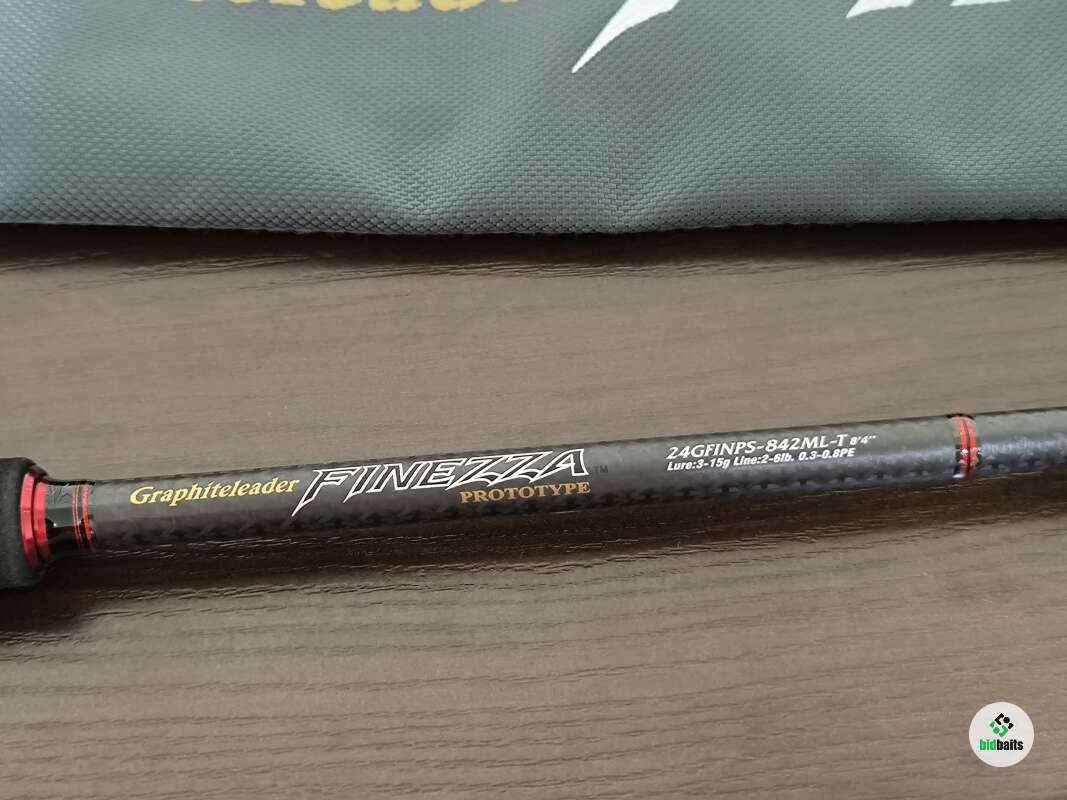 Graphiteleader FINEZZA™
PROTOTYPE
24GFINPS-842ML-T 8'4"
Lure:3-15g Line:2-6lb. 0.3-0.8PE
bidbaits